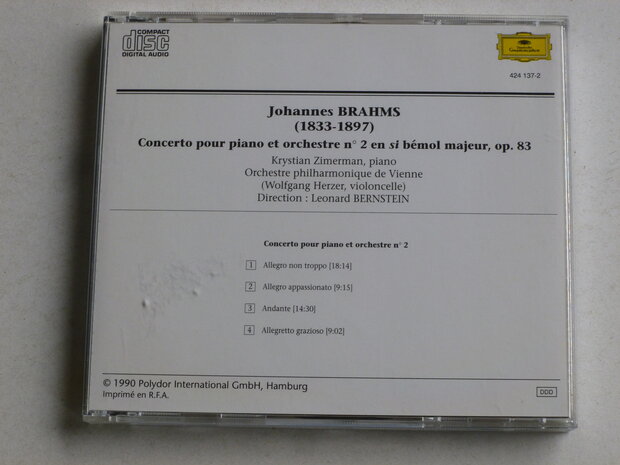 COMPACT
disc
DIGITAL AUDIO
Deutsche
Grammophon
424 137-2
Johannes BRAHMS
(1833-1897)
Concerto pour piano et orchestre n° 2 en si bémol majeur, op. 83
Krystian Zimerman, piano
Orchestre philharmonique de Vienne
(Wolfgang Herzer, violoncelle)
Direction : Leonard BERNSTEIN
Concerto pour piano et orchestre n° 2
1 Allegro non troppo [18:14]
2 Allegro appassionato [9:15]
3 Andante [14:30]
4 Allegretto grazioso [9:02]
© 1990 Polydor International GmbH, Hamburg
Imprimé en R.F.A.
DDD